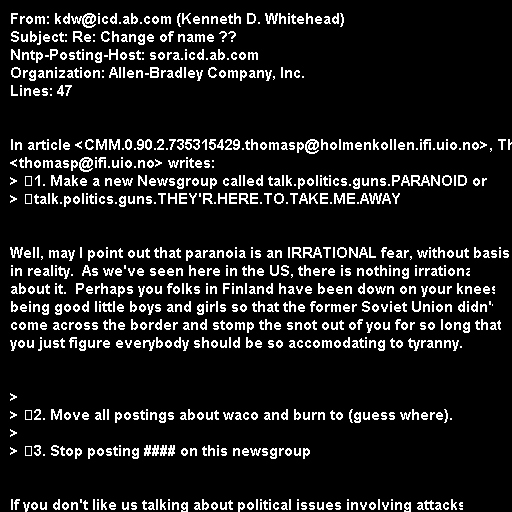 From: kdw@icd.ab.com (Kenneth D. Whitehead)
Subject: Re: Change of name ??
Nntp-Posting-Host: sora.icd.ab.com
Organization: Allen-Bradley Company, Inc.
Lines: 47

In article <CMM.0.90.2.735315429.thomasp@holmenkollen.ifi.uio.no>, Th
<thomasp@ifi.uio.no> writes:
> 1. Make a new Newsgroup called talk.politics.guns.PARANOID or
> talk.politics.guns.THEY'R.HERE.TO.TAKE.ME.AWAY

Well, may I point out that paranoia is an IRRATIONAL fear, without basis
in reality.  As we've seen here in the US, there is nothing irrationa
about it.  Perhaps you folks in Finland have been down on your knees
being good little boys and girls so that the former Soviet Union didn'
come across the border and stomp the snot out of you for so long that
you just figure everybody should be so accomodating to tyranny.

>
> 2. Move all postings about waco and burn to (guess where).
>
> 3. Stop posting #### on this newsgroup

If you don't like us talking about political issues involving attacks